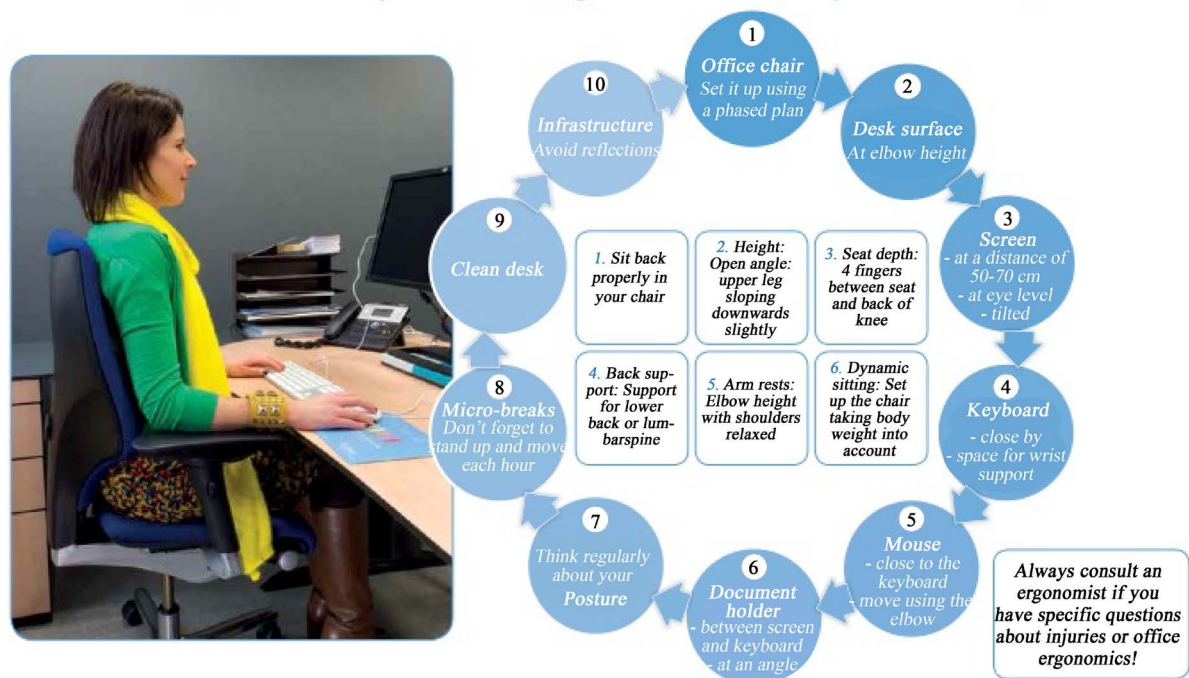 1
Office chair
Set it up using
a phased plan
2
Desk surface
At elbow height
3
Screen
- at a distance of
50-70 cm
- at eye level
- tilted
4
Keyboard
- close by
- space for wrist
support
5
Mouse
- close to the
keyboard
- move using the
elbow
6
Document
holder
- between screen
and keyboard
- at an angle
7
Think regularly
about your
Posture
8
Micro-breaks
Don't forget to
stand up and move
each hour
9
Clean desk
10
Infrastructure
Avoid reflections
1. Sit back
properly in
your chair
2. Height:
Open angle:
upper leg
sloping
downwards
slightly
3. Seat depth:
4 fingers
between seat
and back of
knee
4. Back sup-
port: Support
for lower
back or lum-
barspine
5. Arm rests:
Elbow height
with shoulders
relaxed
6. Dynamic
sitting: Set
up the chair
taking body
weight into
account
Always consult an
ergonomist if you
have specific questions
about injuries or office
ergonomics!